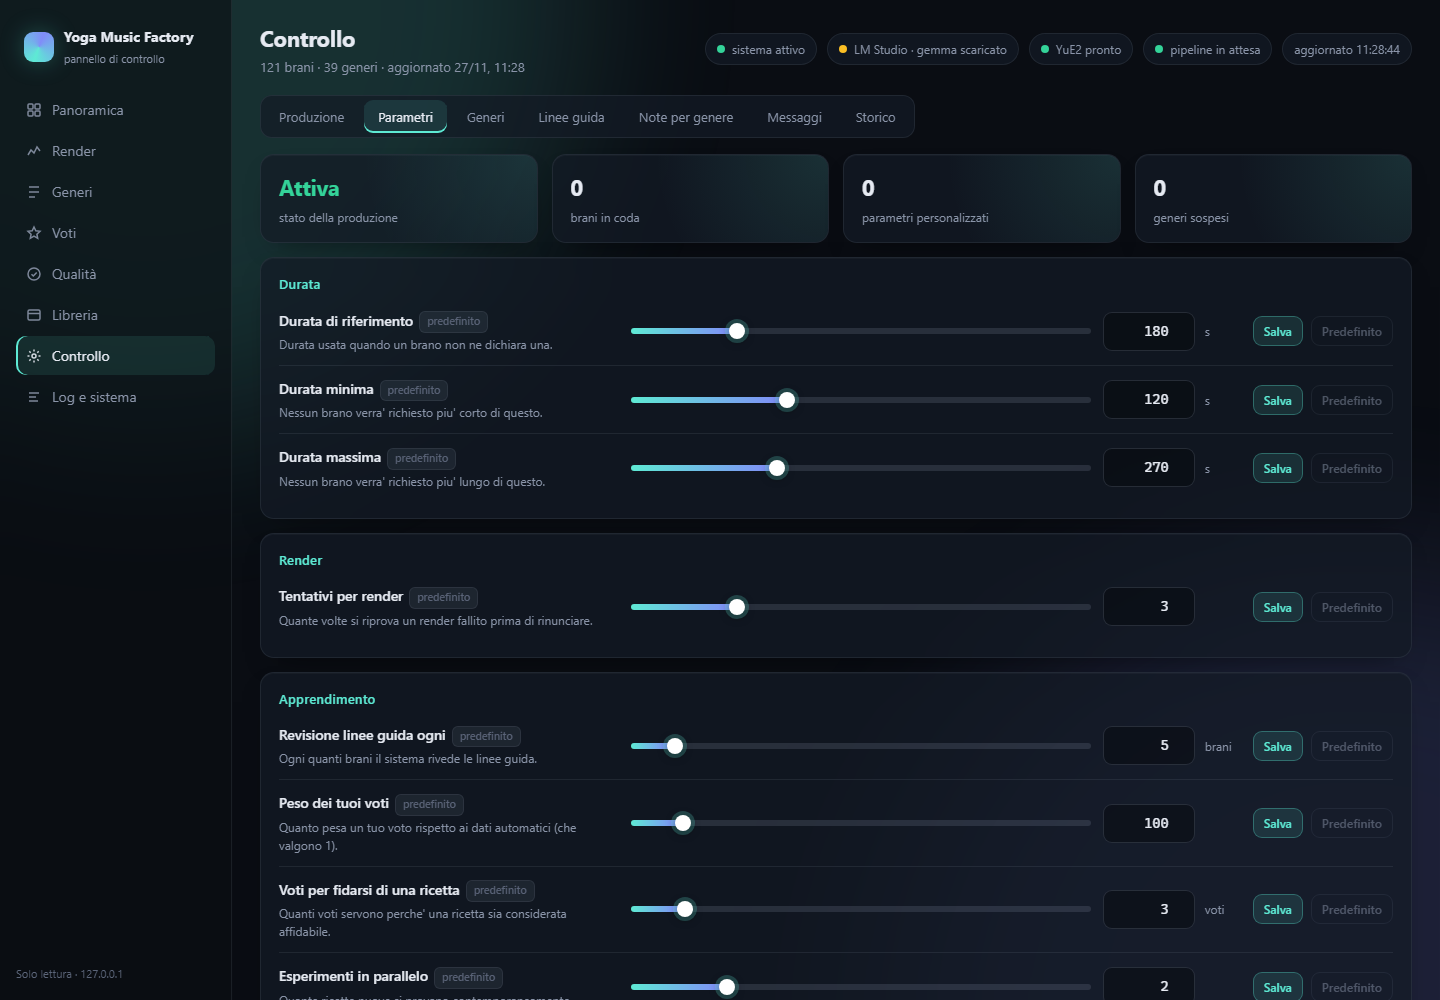 Yoga Music Factory
pannello di controllo
Panoramica
Render
Generi
Voti
Qualità
Libreria
Controllo
Log e sistema
Solo lettura · 127.0.0.1
Controllo
121 brani · 39 generi · aggiornato 27/11, 11:28
sistema attivo
LM Studio · gemma scaricato
YuE2 pronto
pipeline in attesa
aggiornato 11:28:44
Produzione
Parametri
Generi
Linee guida
Note per genere
Messaggi
Storico
Attiva
stato della produzione
0
brani in coda
0
parametri personalizzati
0
generi sospesi
Durata
Durata di riferimento predefinito
Durata usata quando un brano non ne dichiara una.
180 s Salva Predefinito
Durata minima predefinito
Nessun brano verra' richiesto piu' corto di questo.
120 s Salva Predefinito
Durata massima predefinito
Nessun brano verra' richiesto piu' lungo di questo.
270 s Salva Predefinito
Render
Tentativi per render predefinito
Quante volte si riprova un render fallito prima di rinunciare.
3 Salva Predefinito
Apprendimento
Revisione linee guida ogni predefinito
Ogni quanti brani il sistema rivede le linee guida.
5 brani Salva Predefinito
Peso dei tuoi voti predefinito
Quanto pesa un tuo voto rispetto ai dati automatici (che
valgono 1).
100 Salva Predefinito
Voti per fidarsi di una ricetta predefinito
Quanti voti servono perche' una ricetta sia considerata
affidabile.
3 voti Salva Predefinito
Esperimenti in parallelo predefinito
2 Salva Predefinito